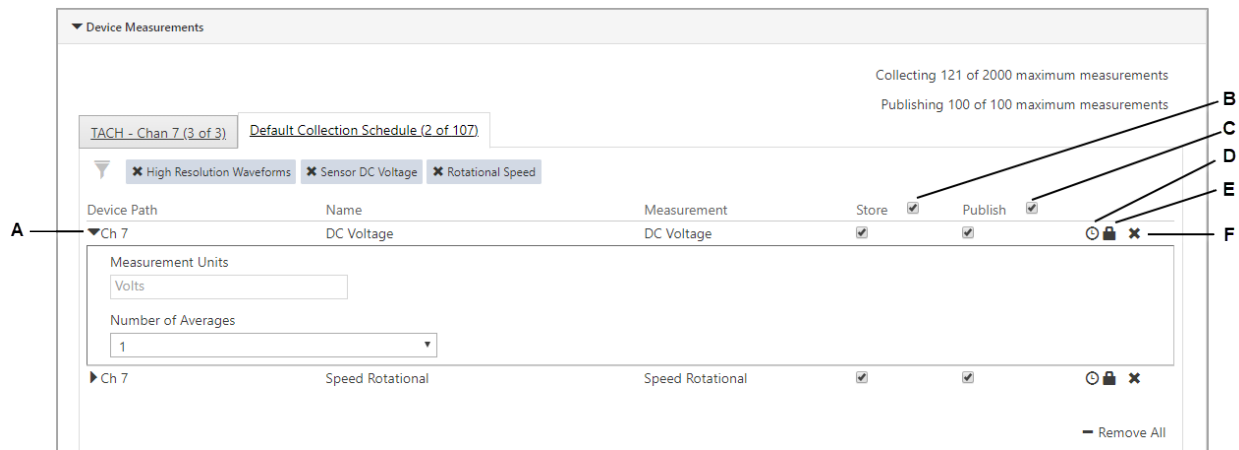 Device Measurements
Collecting 121 of 2000 maximum measurements
Publishing 100 of 100 maximum measurements
B
TACH - Chan 7 (3 of 3) Default Collection Schedule (2 of 107)
C
D
High Resolution Waveforms Sensor DC Voltage Rotational Speed
E
Device Path Name Measurement Store Publish
A Ch 7 DC Voltage DC Voltage F
Measurement Units
Volts
Number of Averages
1
Ch 7 Speed Rotational Speed Rotational
Remove All